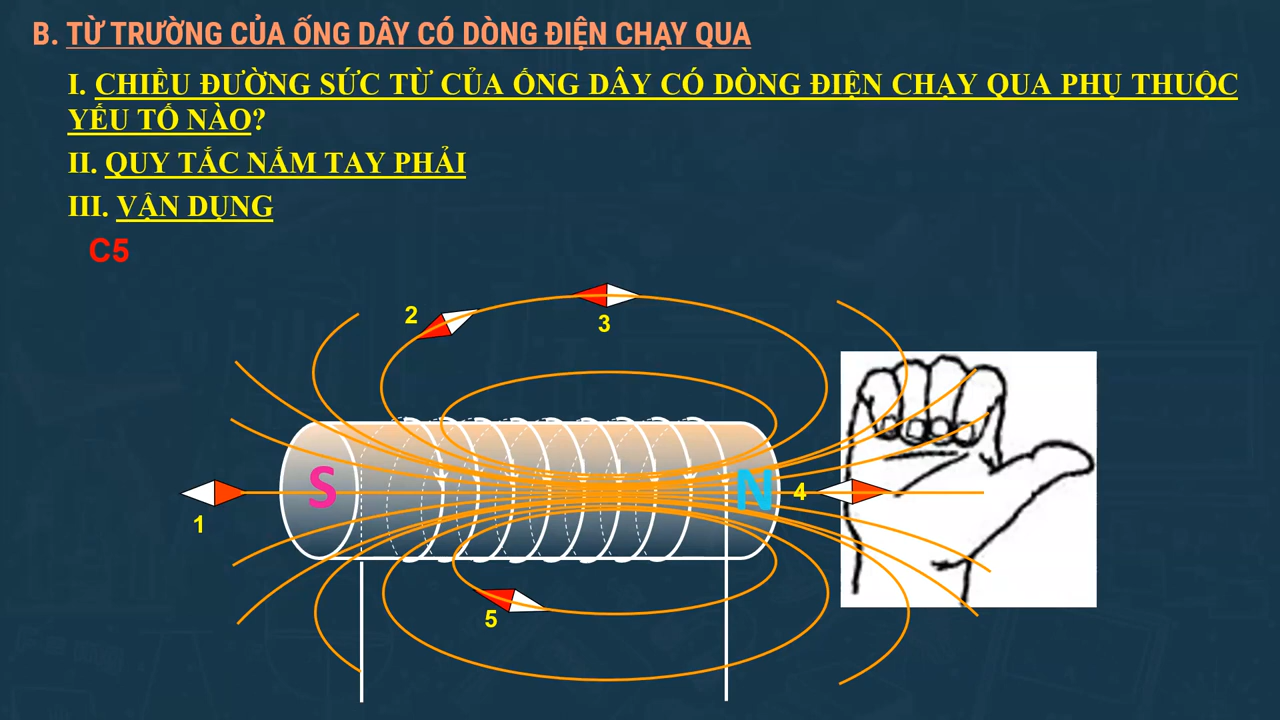 B. TỪ TRƯỜNG CỦA ỐNG DÂY CÓ DÒNG ĐIỆN CHẠY QUA
I. CHIỀU ĐƯỜNG SỨC TỪ CỦA ỐNG DÂY CÓ DÒNG ĐIỆN CHẠY QUA PHỤ THUỘC
YẾU TỐ NÀO?
II. QUY TẮC NẮM TAY PHẢI
III. VẬN DỤNG
C5
2
3
S
N
4
1
5